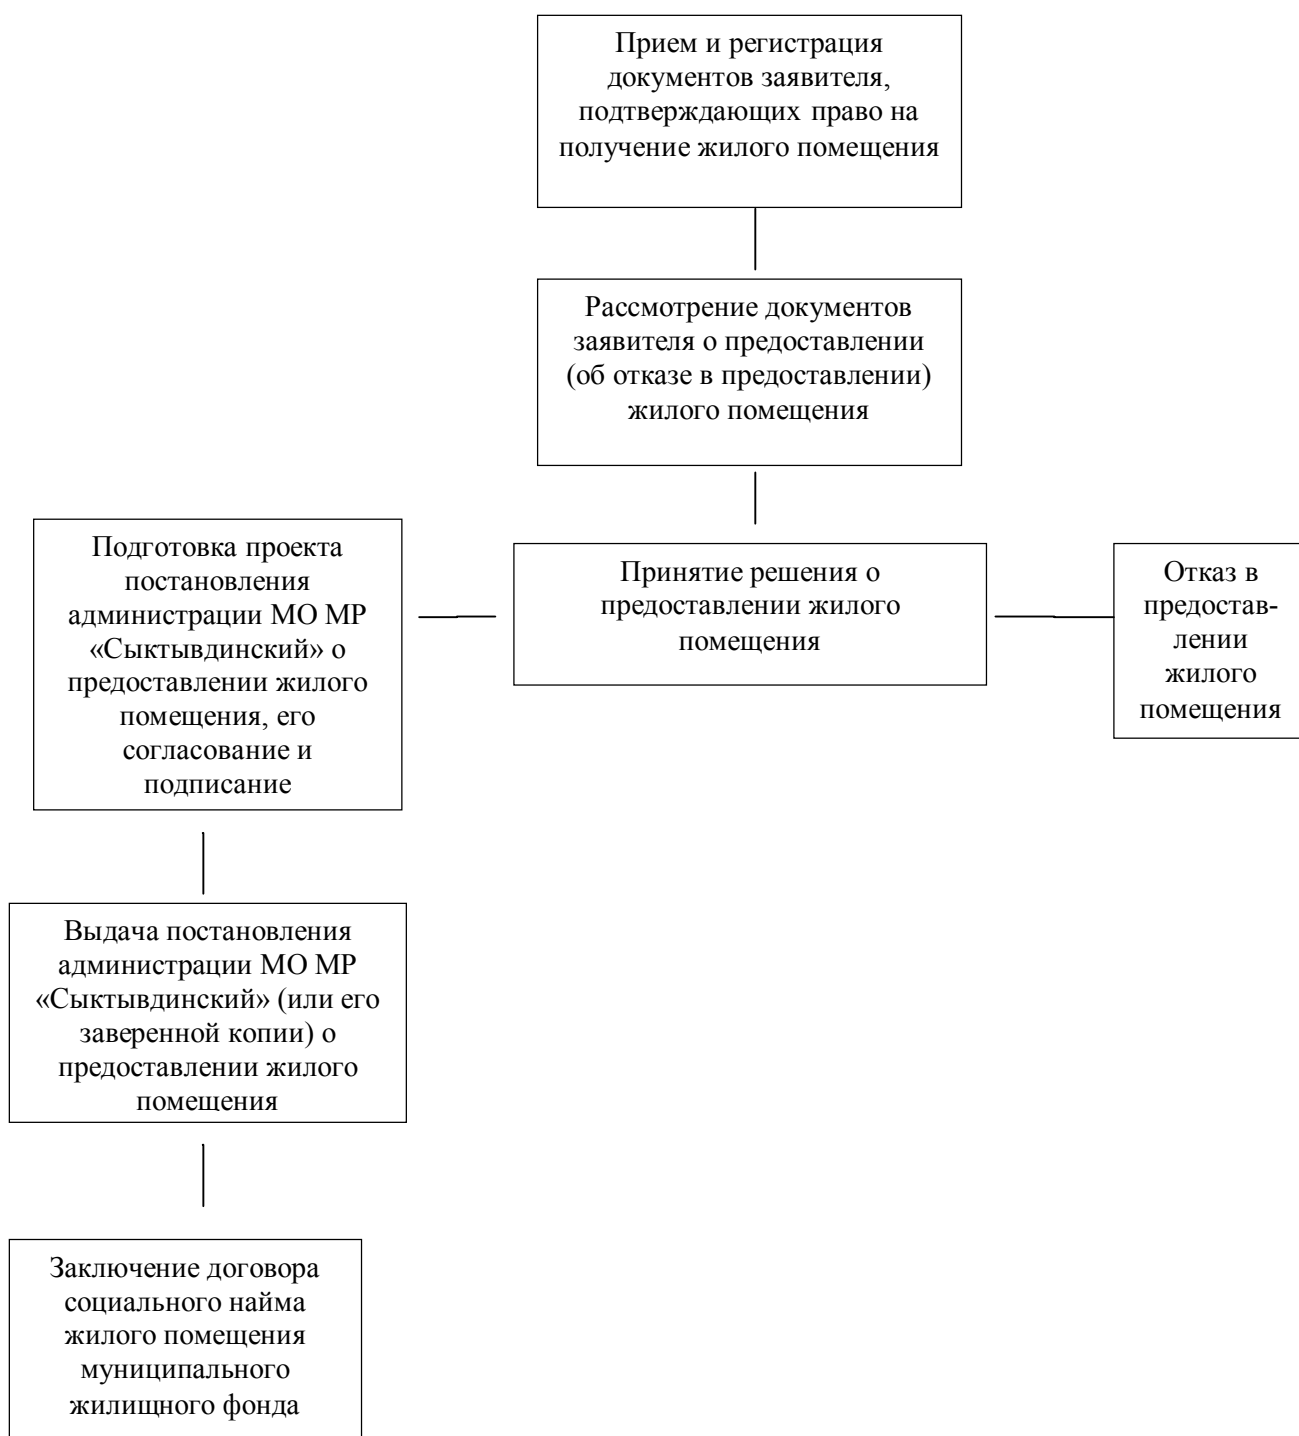 Прием и регистрация
документов заявителя,
подтверждающих право на
получение жилого помещения
Рассмотрение документов
заявителя о предоставлении
(об отказе в предоставлении)
жилого помещения
Подготовка проекта
постановления
администрации МО МР
«Сыктывдинский» о
предоставлении жилого
помещения, его
согласование и
подписание
Принятие решения о
предоставлении жилого
помещения
Отказ в
предостав-
лении
жилого
помещения
Выдача постановления
администрации МО МР
«Сыктывдинский» (или его
заверенной копии) о
предоставлении жилого
помещения
Заключение договора
социального найма
жилого помещения
муниципального
жилищного фонда